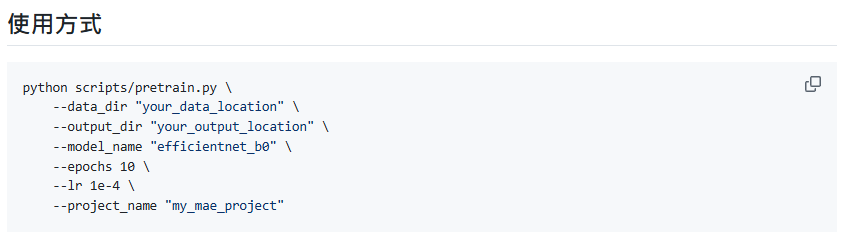 使用方式
python scripts/pretrain.py \
--data_dir "your_data_location" \
--output_dir "your_output_location" \
--model_name "efficientnet_b0" \
--epochs 10 \
--lr 1e-4 \
--project_name "my_mae_project"